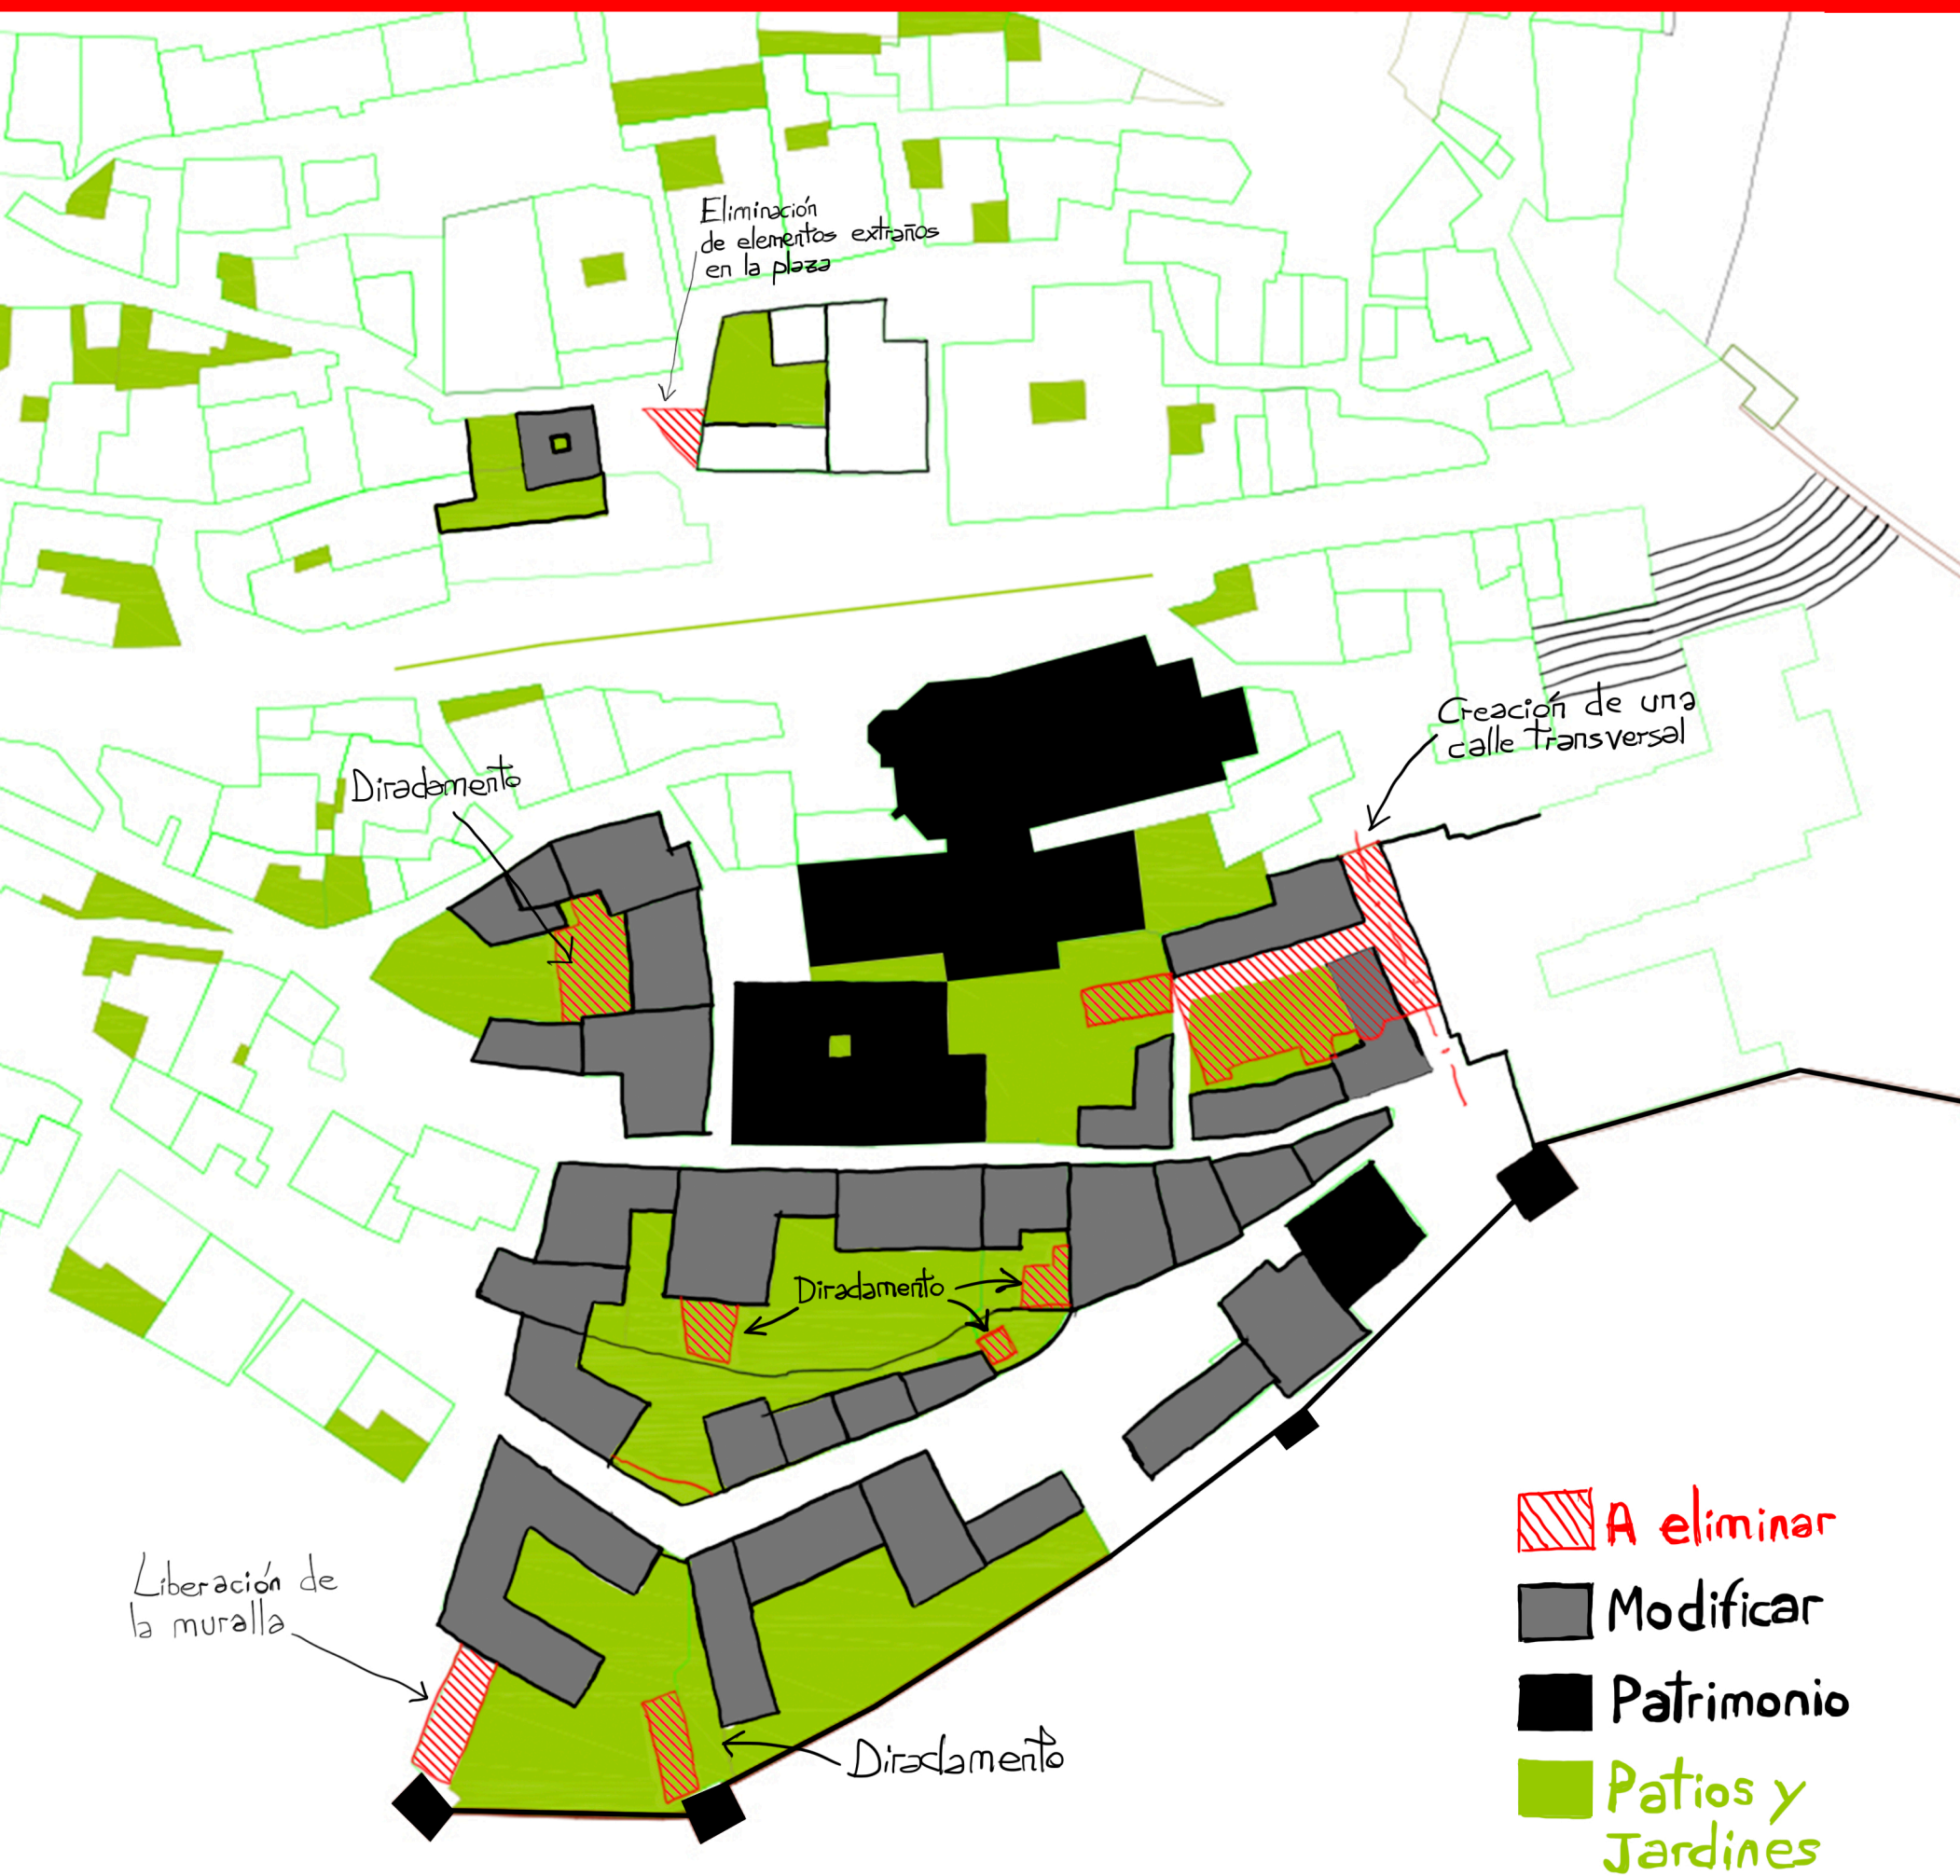 Eliminación
de elementos extraños
en la plaza
Creación de una
calle transversal
Diradamento
Diradamento
Liberación de
la muralla
Diradamento
A eliminar
Modificar
Patrimonio
Patios y
Jardines